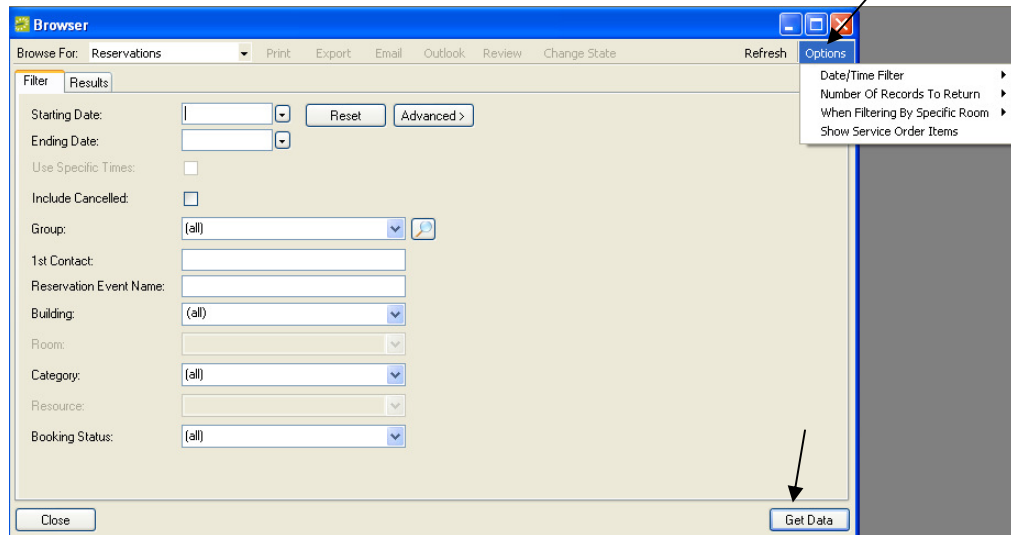 Browser
Browse For: Reservations Print Export Email Outlook Review Change State Refresh Options
Filter Results
Date/Time Filter
Number Of Records To Return
When Filtering By Specific Room
Show Service Order Items
Starting Date: Reset Advanced >
Ending Date:
Use Specific Times:
Include Cancelled:
Group: (all)
1st Contact:
Reservation Event Name:
Building: (all)
Room:
Category: (all)
Resource:
Booking Status: (all)
Close Get Data